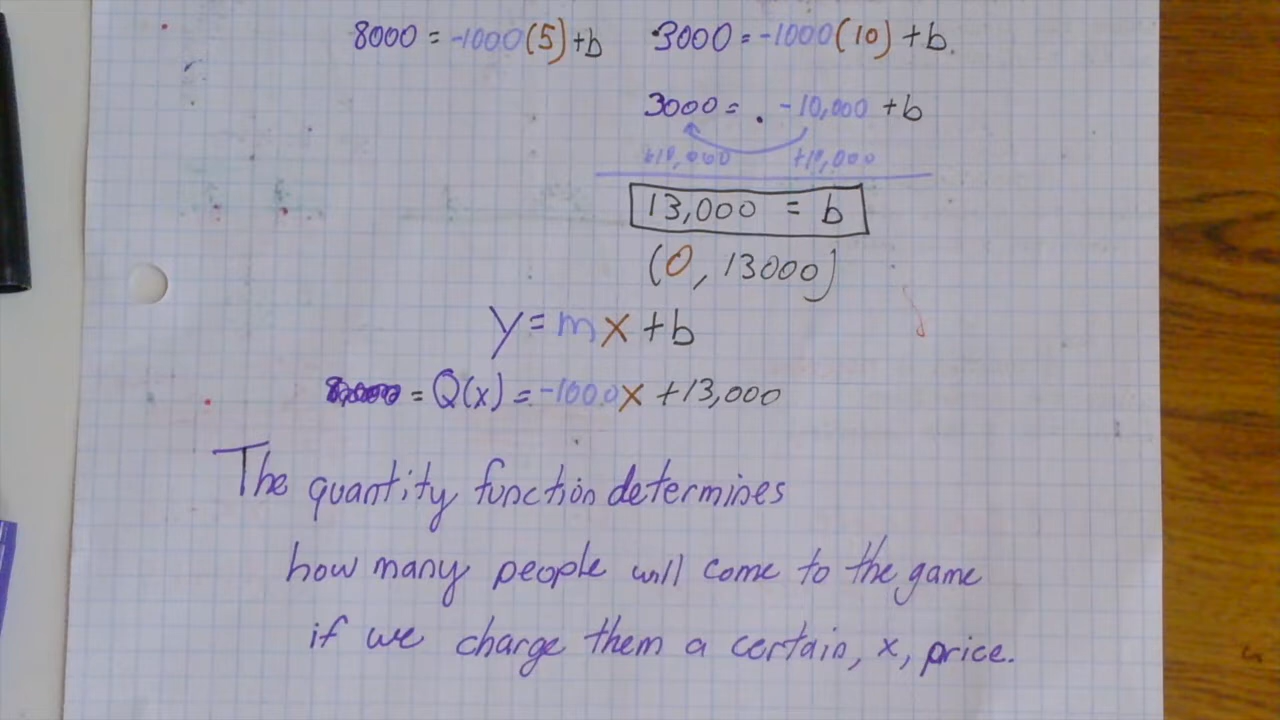 8000 = -1000(5)+b 3000 = -1000(10)+b
3000 = -10,000 +b
+10,000 +10,000
13,000 = b
(0, 13000)
y=mx+b
= Q(x) = -1000x +13,000
The quantity function determines
how many people will come to the game
if we charge them a certain, x, price.